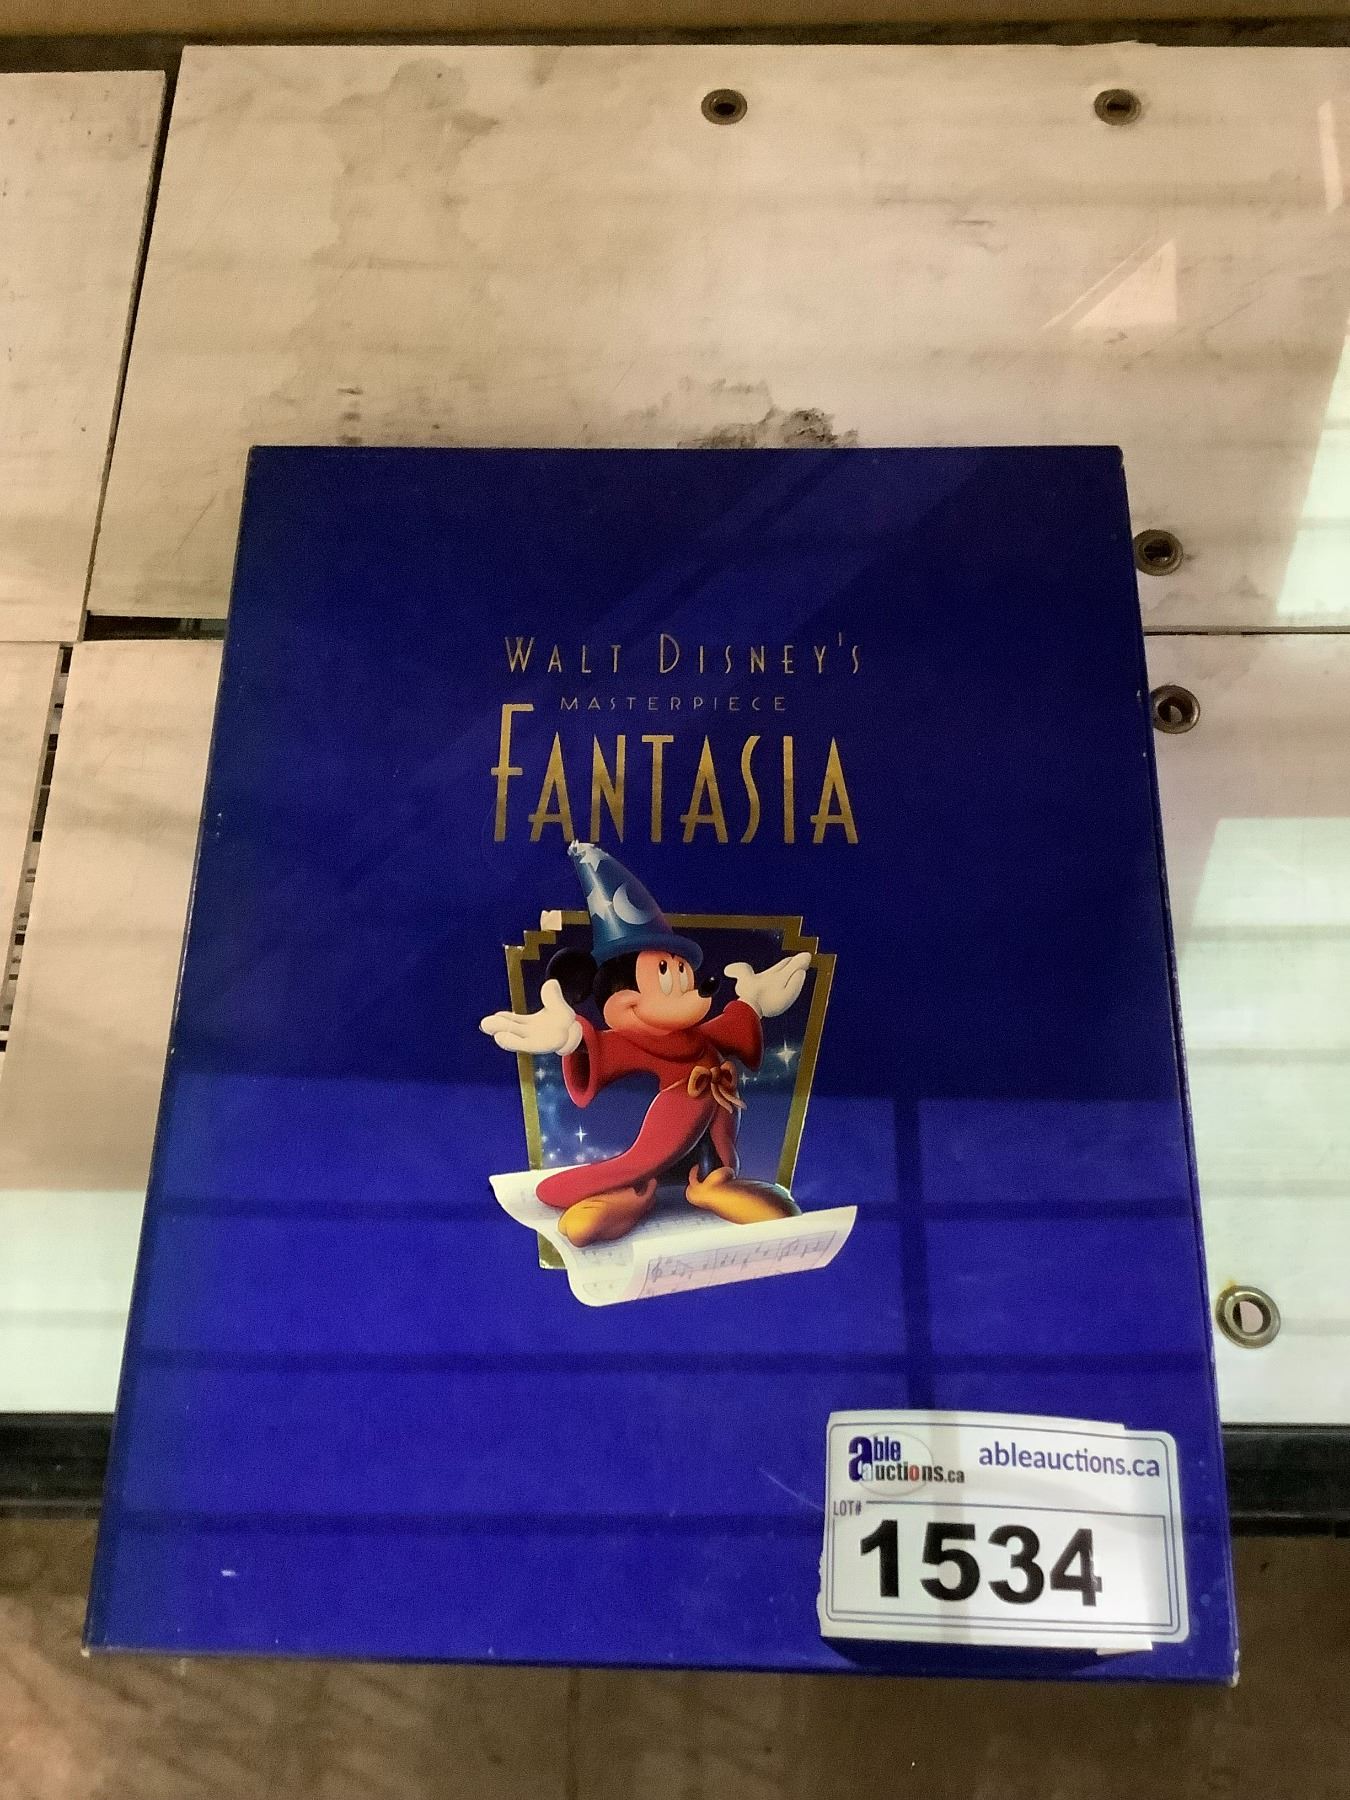 WALT DISNEY'S
MASTERPIECE
FANTASIA
able
auctions.ca
ableauctions.ca
LOT#
1534